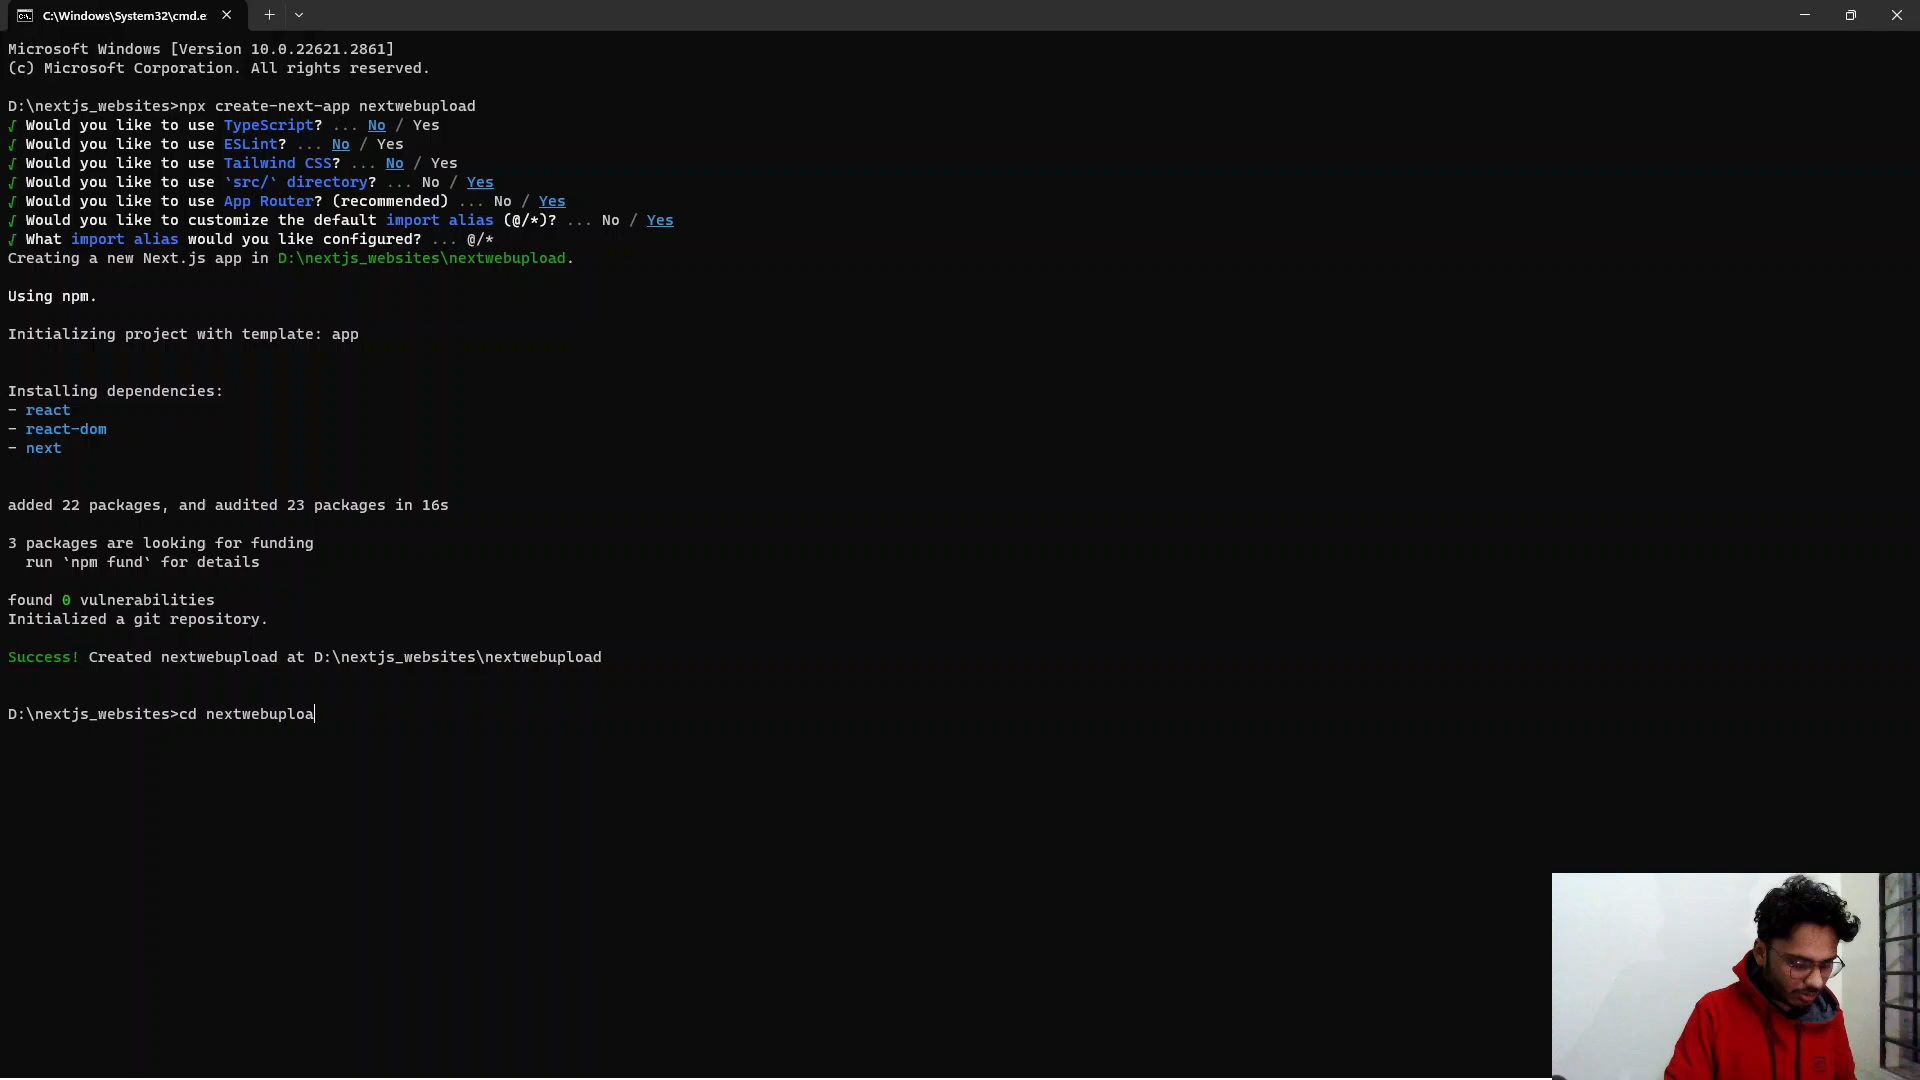 C:\Windows\System32\cmd.e
Microsoft Windows [Version 10.0.22621.2861]
(c) Microsoft Corporation. All rights reserved.
D:\nextjs_websites>npx create-next-app nextwebupload
√ Would you like to use TypeScript? ... No / Yes
√ Would you like to use ESLint? ... No / Yes
√ Would you like to use Tailwind CSS? ... No / Yes
√ Would you like to use `src/` directory? ... No / Yes
√ Would you like to use App Router? (recommended) ... No / Yes
√ Would you like to customize the default import alias (@/*)? ... No / Yes
√ What import alias would you like configured? ... @/*
Creating a new Next.js app in D:\nextjs_websites\nextwebupload.
Using npm.
Initializing project with template: app
Installing dependencies:
- react
- react-dom
- next
added 22 packages, and audited 23 packages in 16s
3 packages are looking for funding
run `npm fund` for details
found 0 vulnerabilities
Initialized a git repository.
Success! Created nextwebupload at D:\nextjs_websites\nextwebupload
D:\nextjs_websites>cd nextwebuploa